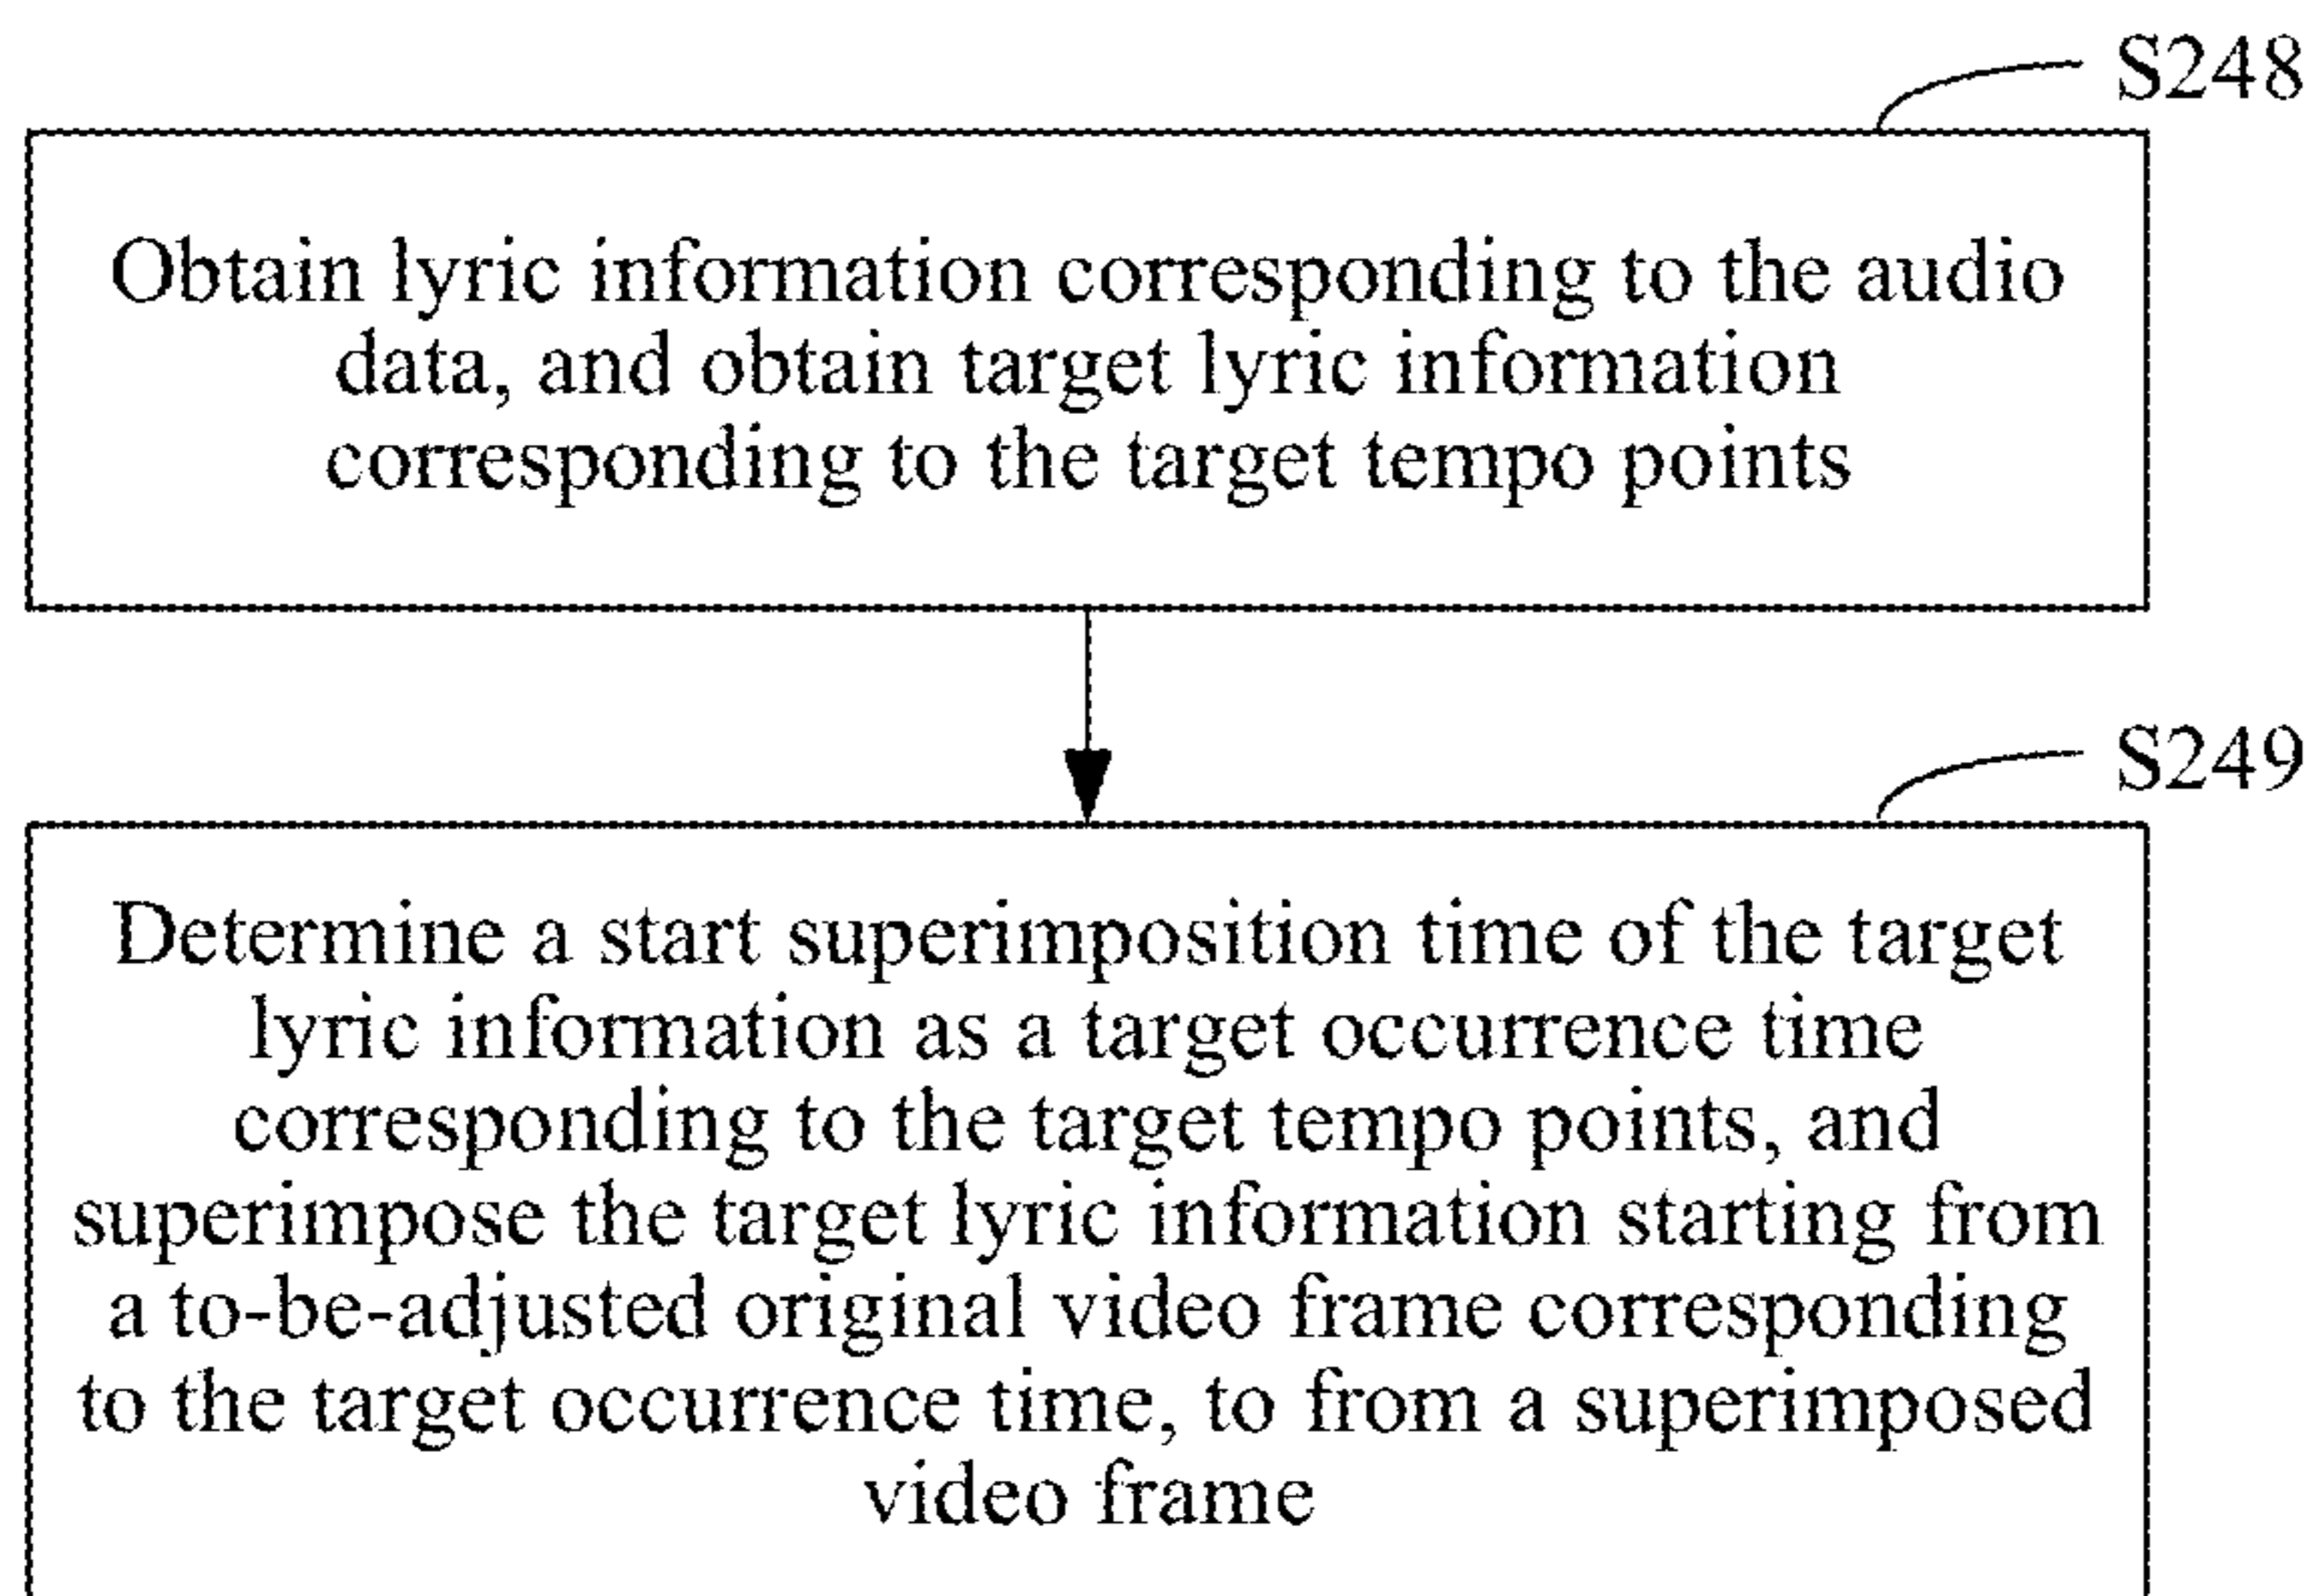 S248
Obtain lyric information corresponding to the audio
data, and obtain target lyric information
corresponding to the target tempo points
S249
Determine a start superimposition time of the target
lyric information as a target occurrence time
corresponding to the target tempo points, and
superimpose the target lyric information starting from
a to-be-adjusted original video frame corresponding
to the target occurrence time, to from a superimposed
video frame